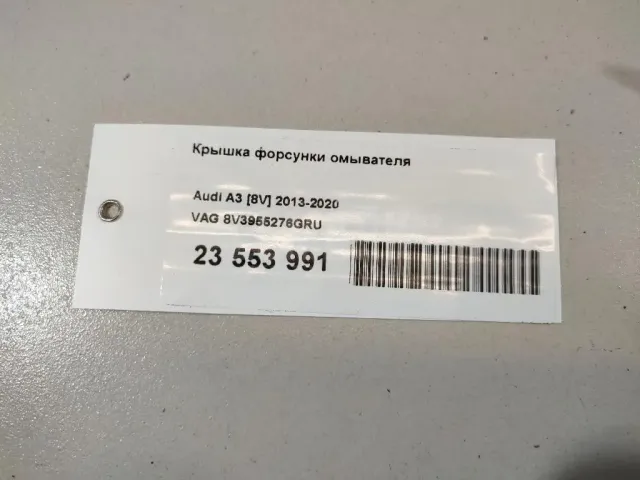 Крышка форсунки омывателя
Audi A3 [8V] 2013-2020
VAG 8V3955276GRU
23 553 991